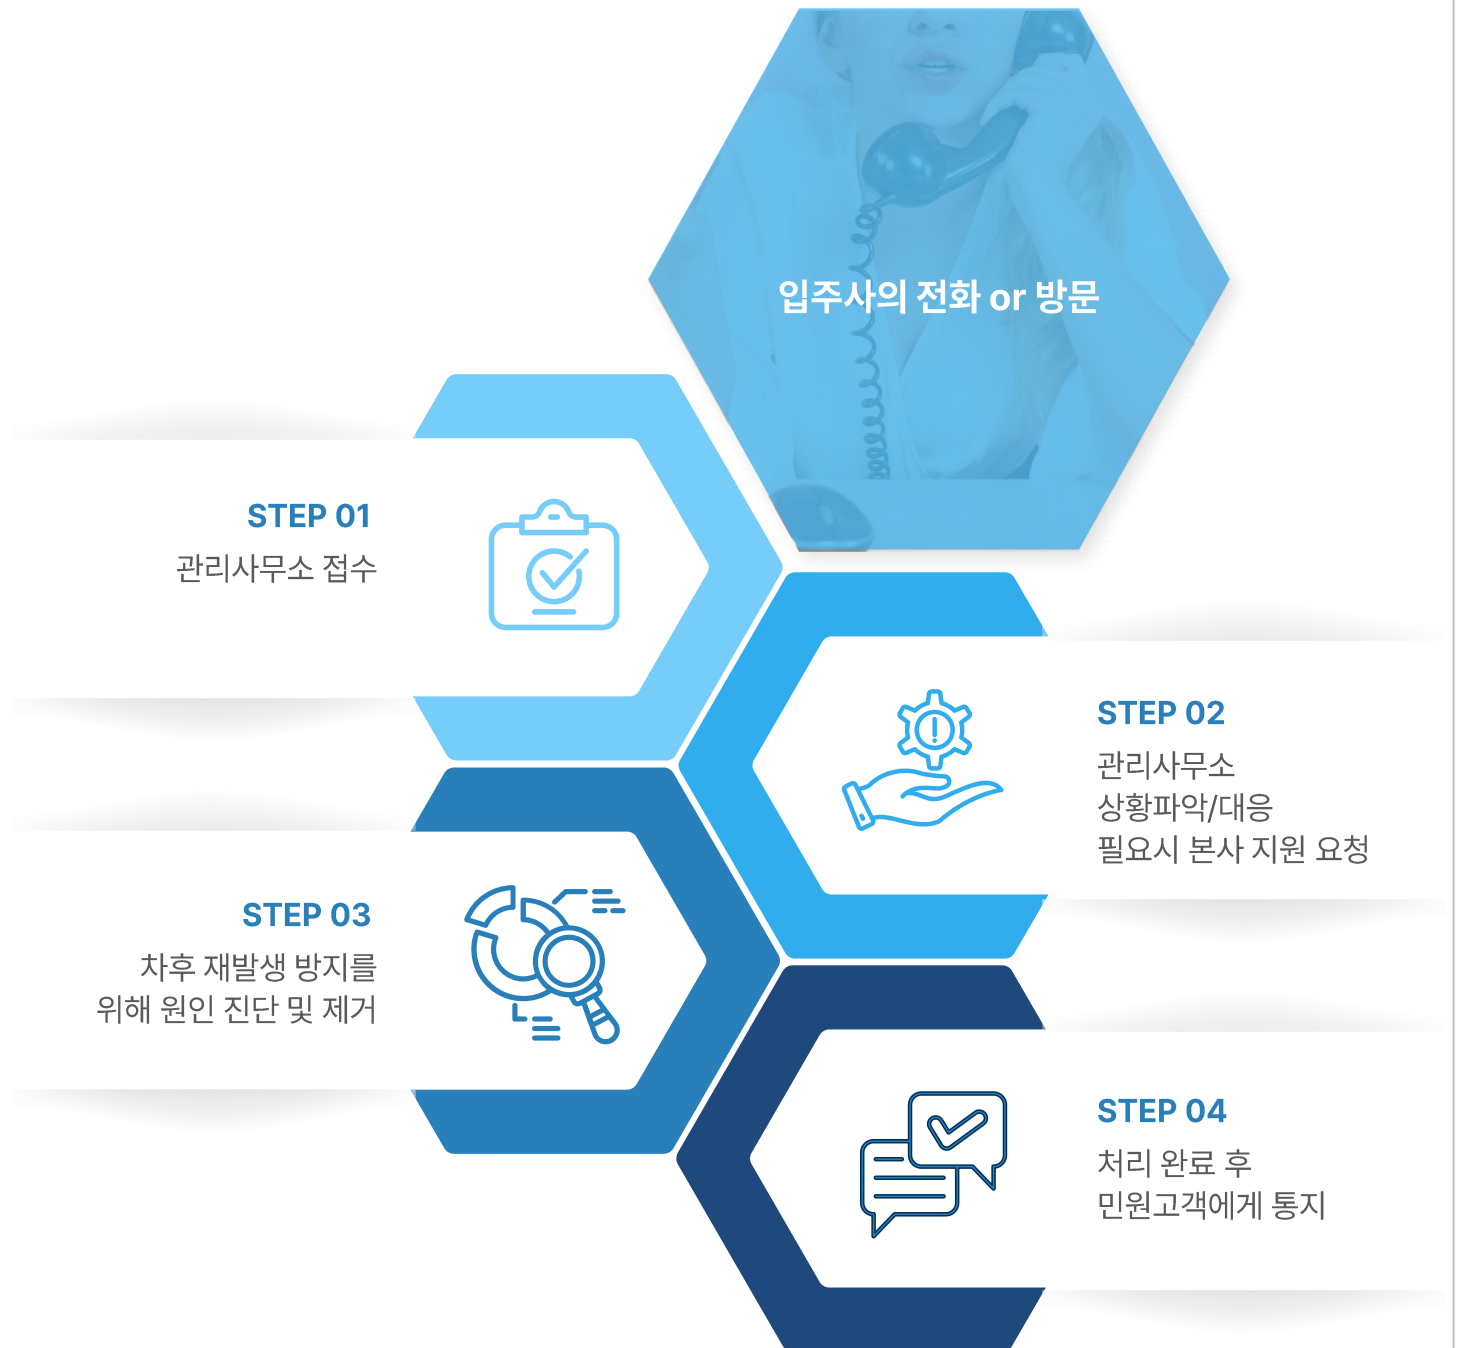 입주사의 전화 or 방문
STEP 01
관리사무소 접수
STEP 02
관리사무소
상황파악/대응
필요시 본사 지원 요청
STEP 03
차후 재발생 방지를
위해 원인 진단 및 제거
STEP 04
처리 완료 후
민원고객에게 통지